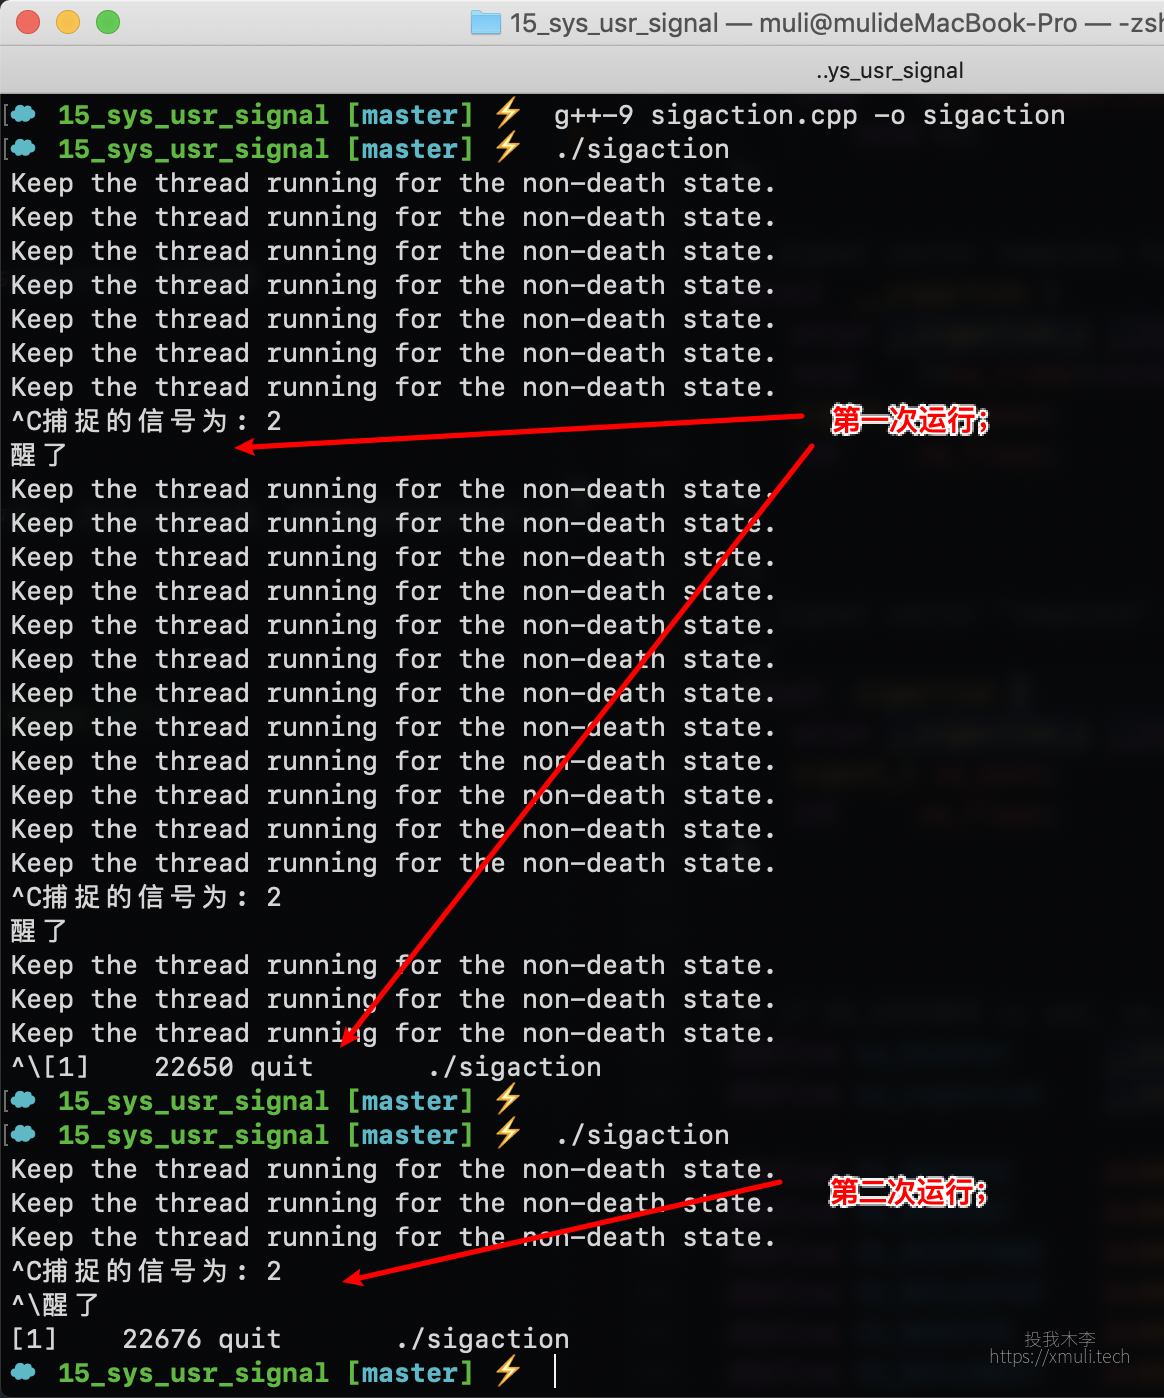 15_sys_usr_signal — muli@mulideMacBook-Pro — -zsh
..ys_usr_signal
15_sys_usr_signal [master] ⚡ g++-9 sigaction.cpp -o sigaction
15_sys_usr_signal [master] ⚡ ./sigaction
Keep the thread running for the non-death state.
Keep the thread running for the non-death state.
Keep the thread running for the non-death state.
Keep the thread running for the non-death state.
Keep the thread running for the non-death state.
Keep the thread running for the non-death state.
Keep the thread running for the non-death state.
^C捕捉的信号为: 2
第一次运行;
醒了
Keep the thread running for the non-death state.
Keep the thread running for the non-death state.
Keep the thread running for the non-death state.
Keep the thread running for the non-death state.
Keep the thread running for the non-death state.
Keep the thread running for the non-death state.
Keep the thread running for the non-death state.
Keep the thread running for the non-death state.
Keep the thread running for the non-death state.
Keep the thread running for the non-death state.
Keep the thread running for the non-death state.
Keep the thread running for the non-death state.
^C捕捉的信号为: 2
醒了
Keep the thread running for the non-death state.
Keep the thread running for the non-death state.
Keep the thread running for the non-death state.
^\[1]    22650 quit       ./sigaction
15_sys_usr_signal [master] ⚡
15_sys_usr_signal [master] ⚡ ./sigaction
Keep the thread running for the non-death state.
第二次运行;
Keep the thread running for the non-death state.
Keep the thread running for the non-death state.
^C捕捉的信号为: 2
^\醒了
[1]    22676 quit       ./sigaction
15_sys_usr_signal [master] ⚡
投我木李
https://xmuli.tech